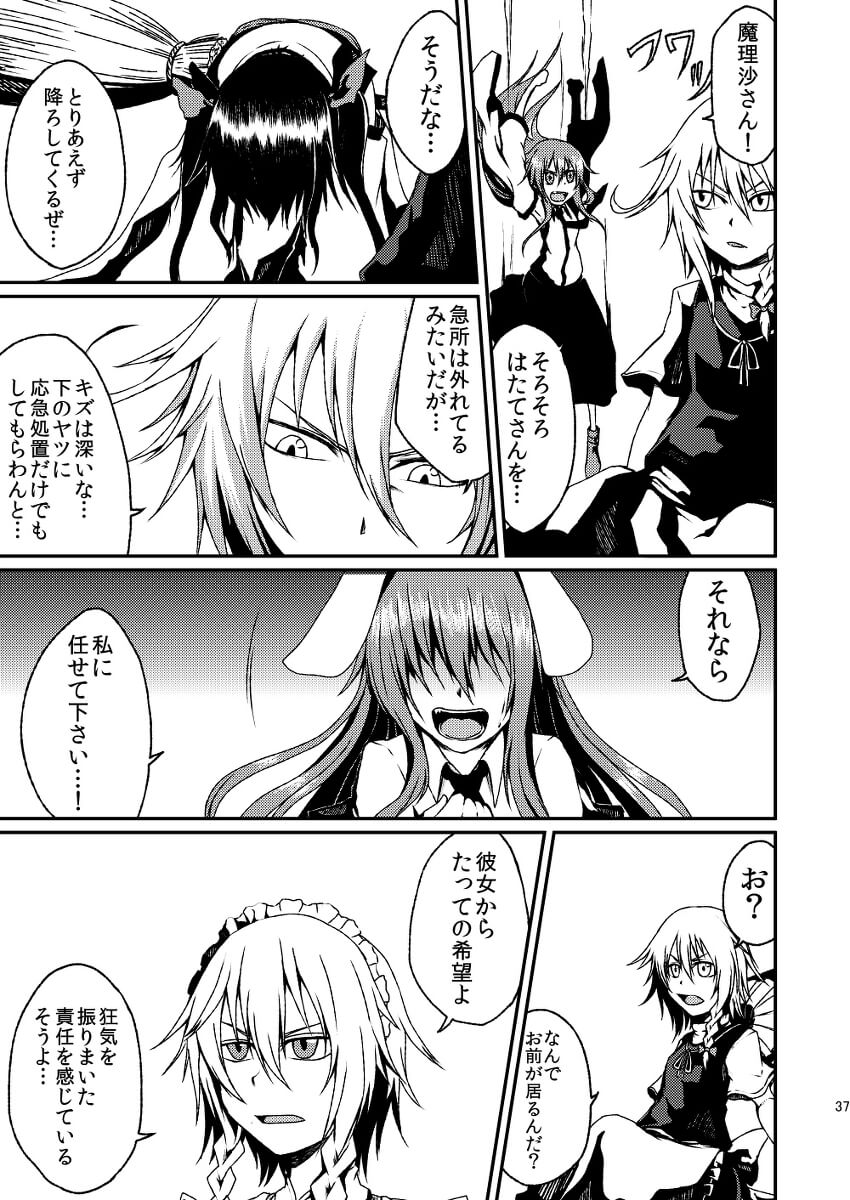 魔理沙さん！
フワッ
そろそろ
はたてさんを…
そうだな…
とりあえず
降ろしてくるぜ…
急所は外れてる
みたいだが…
キズは深いな…
下のヤツに
応急処置だけでも
してもらわんと…
それなら
私に
任せて下さい…！
お？
なんで
お前が居るんだ？
彼女から
たっての希望よ
狂気を
振りまいた
責任を感じている
そうよ…
37